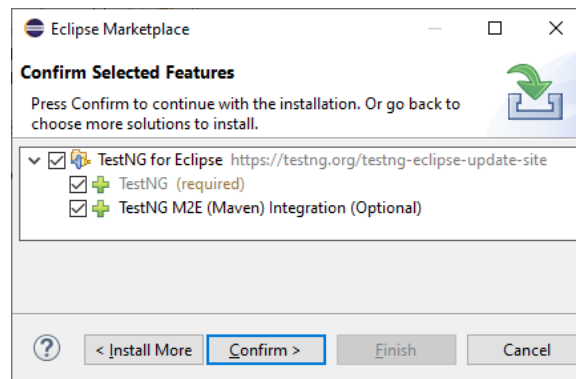 Eclipse Marketplace
Confirm Selected Features
Press Confirm to continue with the installation. Or go back to
choose more solutions to install.
TestNG for Eclipse https://testng.org/testng-eclipse-update-site
TestNG (required)
TestNG M2E (Maven) Integration (Optional)
< Install More Confirm > Finish Cancel